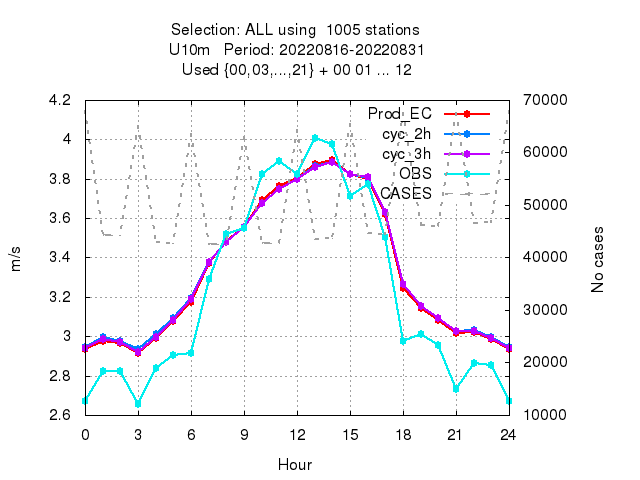 Selection: ALL using  1005 stations
U10m   Period: 20220816-20220831
Used {00,03,...,21} + 00 01 ... 12
4.2
4
3.8
3.6
3.4
3.2
3
2.8
2.6
m/s
70000
60000
50000
40000
30000
20000
10000
No cases
Prod_EC
cyc_2h
cyc_3h
OBS
CASES
0 3 6 9 12 15 18 21 24
Hour